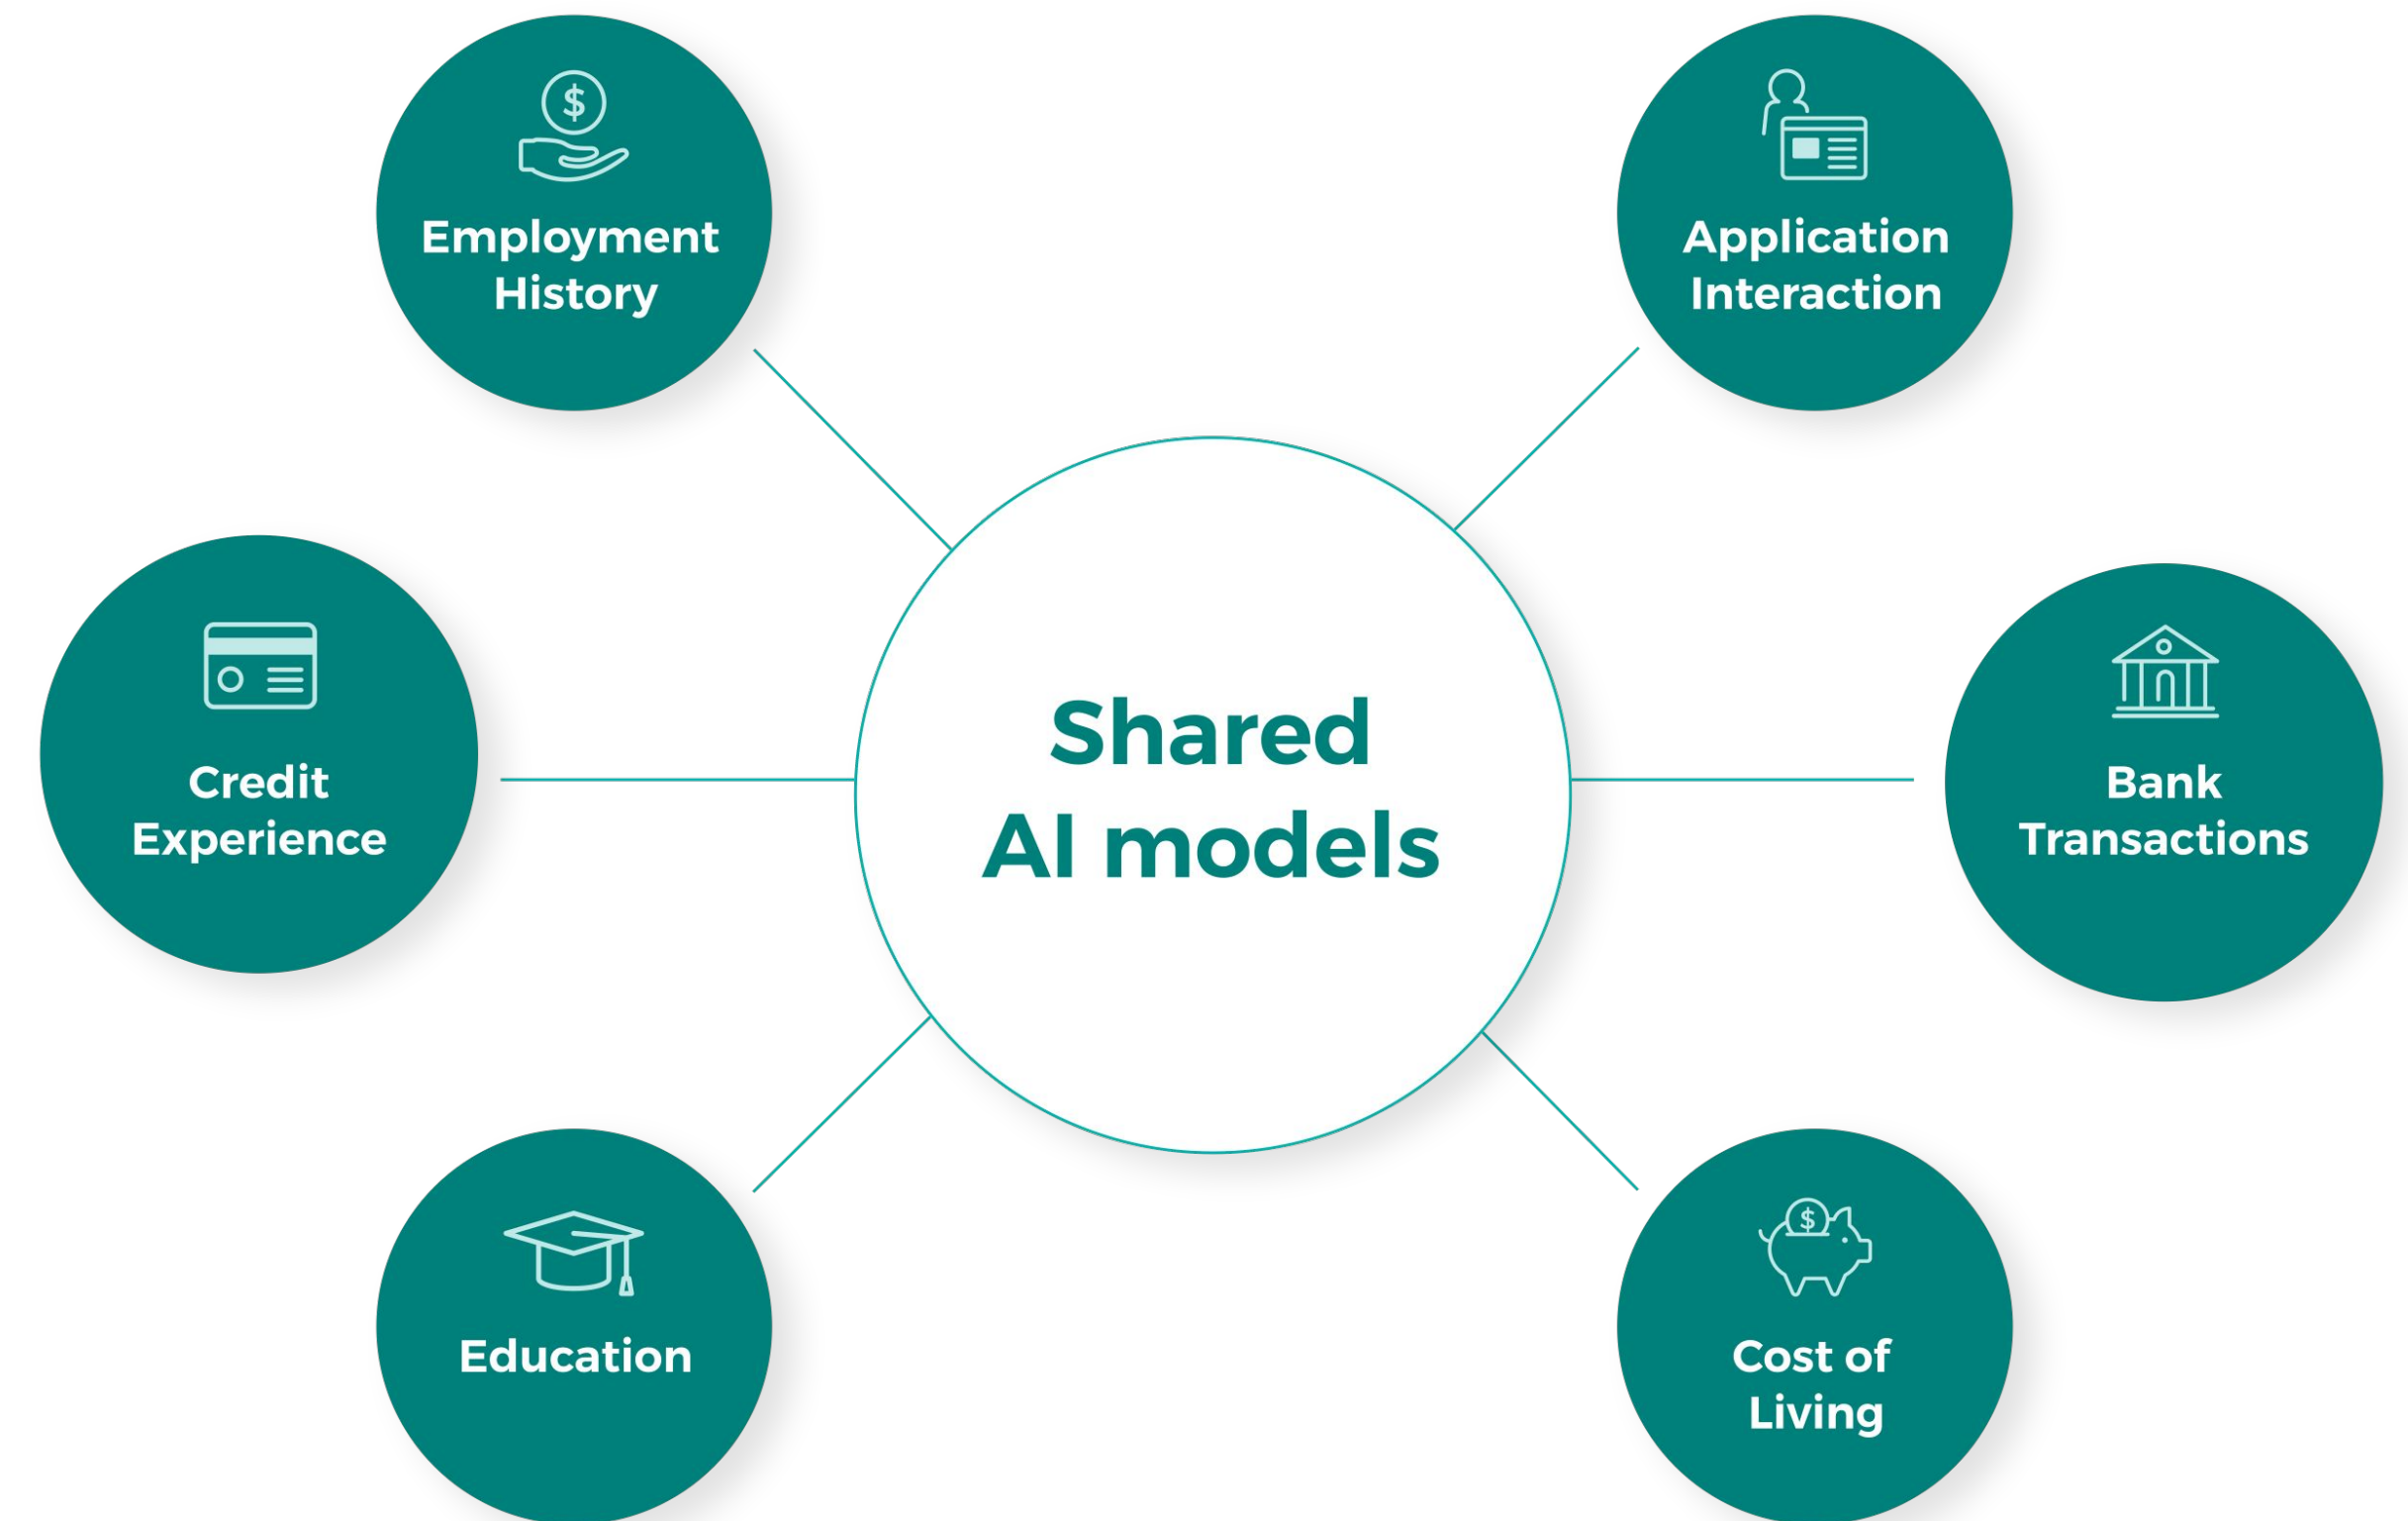 Employment
History
Application
Interaction
Credit
Experience
Shared
AI models
Bank
Transactions
Education
Cost of
Living